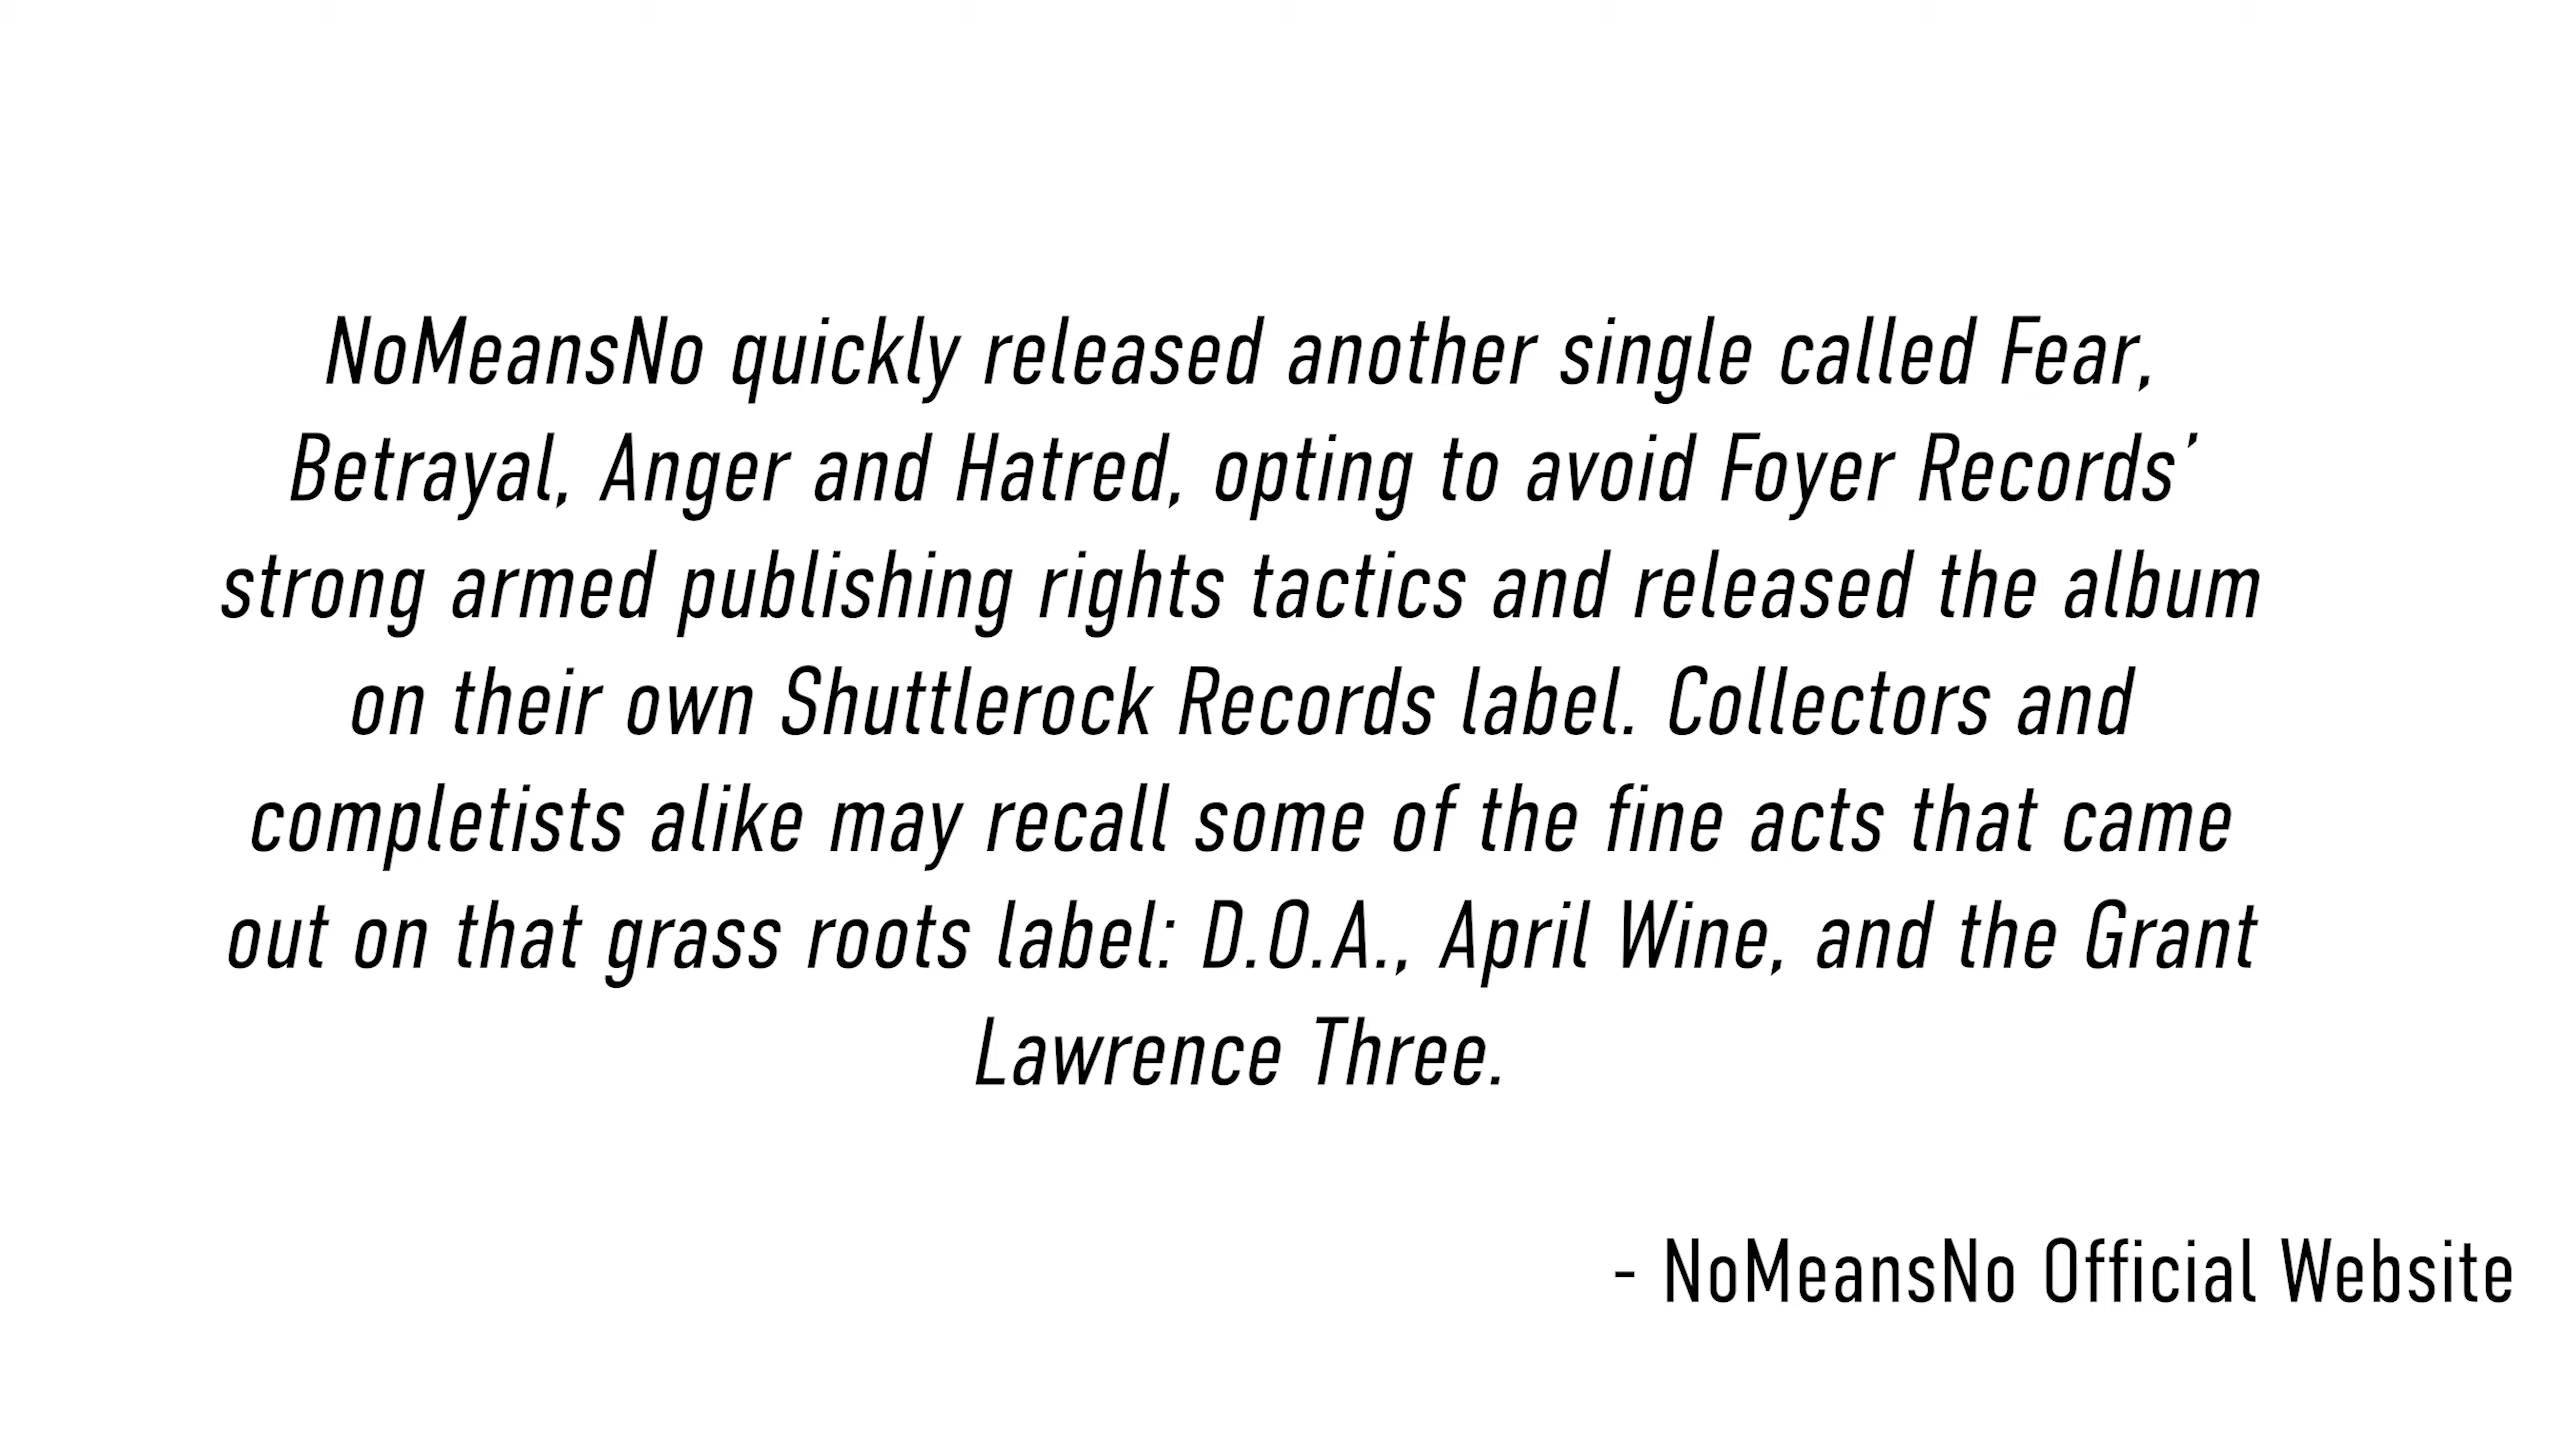 NoMeansNo quickly released another single called Fear,
Betrayal, Anger and Hatred, opting to avoid Foyer Records’
strong armed publishing rights tactics and released the album
on their own Shuttlerock Records label. Collectors and
completists alike may recall some of the fine acts that came
out on that grass roots label: D.O.A., April Wine, and the Grant
Lawrence Three.
- NoMeansNo Official Website